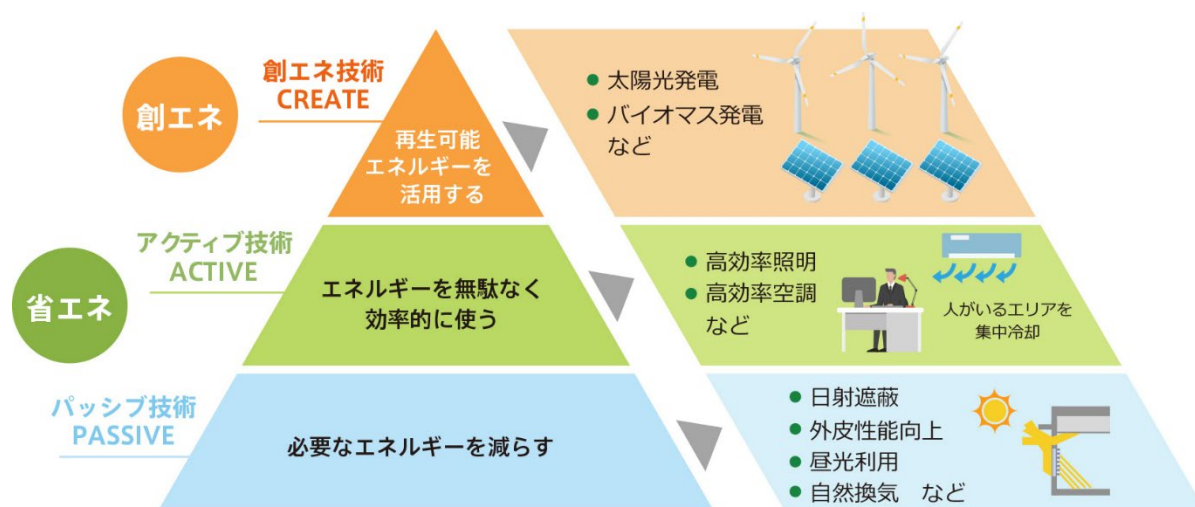 創エネ
創エネ技術
CREATE
再生可能
エネルギーを
活用する
● 太陽光発電
● バイオマス発電
など
省エネ
アクティブ技術
ACTIVE
エネルギーを無駄なく
効率的に使う
● 高効率照明
● 高効率空調
など
人がいるエリアを
集中冷却
パッシブ技術
PASSIVE
必要なエネルギーを減らす
● 日射遮蔽
● 外皮性能向上
● 昼光利用
● 自然換気　など